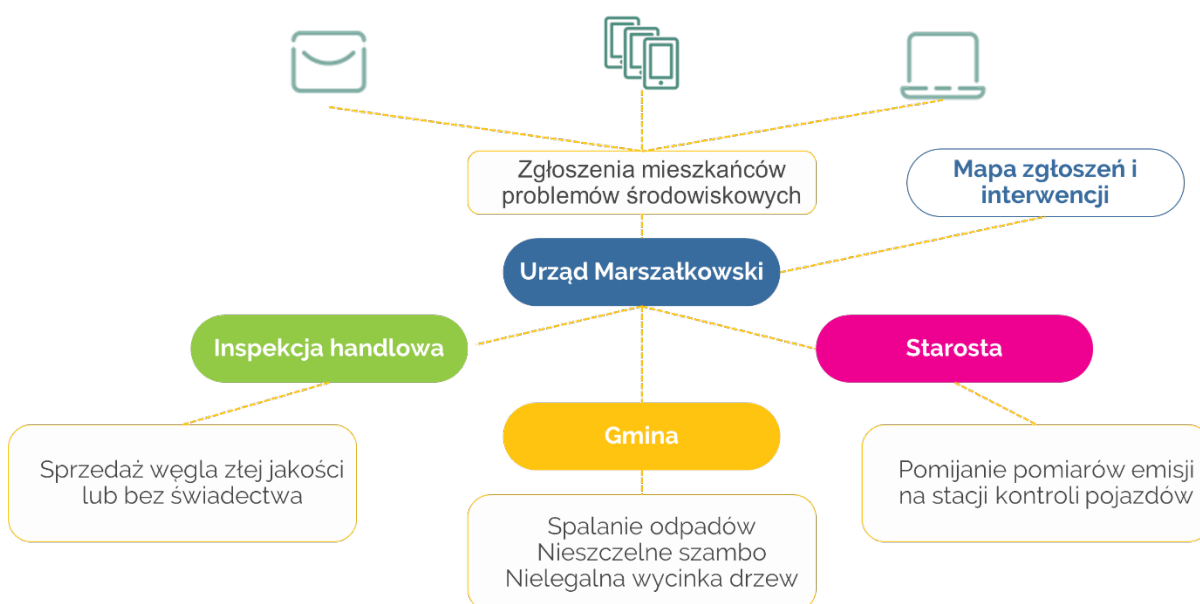 Zgłoszenia mieszkańców
problemów środowiskowych
Mapa zgłoszeń i
interwencji
Urząd Marszałkowski
Inspekcja handlowa
Starosta
Gmina
Sprzedaż węgla złej jakości
lub bez świadectwa
Spalanie odpadów
Nieszczelne szambo
Nielegalna wycinka drzew
Pomijanie pomiarów emisji
na stacji kontroli pojazdów